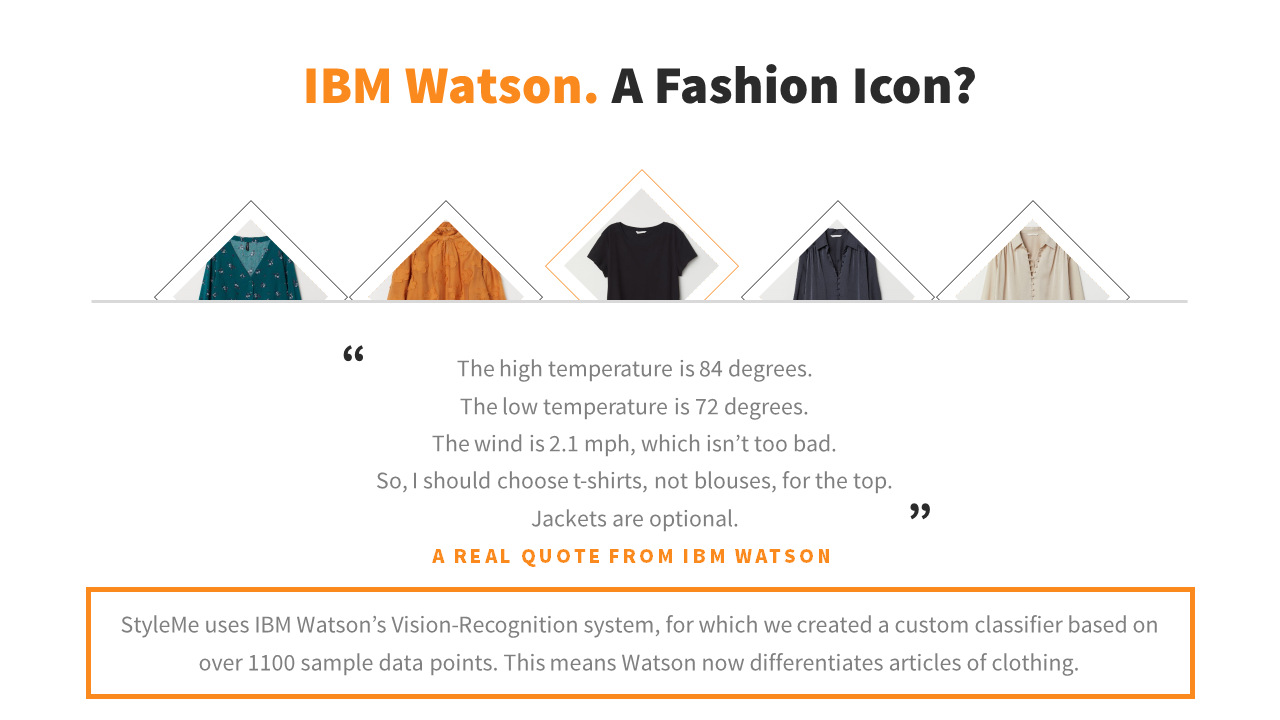 IBM Watson. A Fashion Icon?
“
The high temperature is 84 degrees.
The low temperature is 72 degrees.
The wind is 2.1 mph, which isn’t too bad.
So, I should choose t-shirts, not blouses, for the top.
Jackets are optional.
”
A REAL QUOTE FROM IBM WATSON
StyleMe uses IBM Watson’s Vision-Recognition system, for which we created a custom classifier based on
over 1100 sample data points. This means Watson now differentiates articles of clothing.